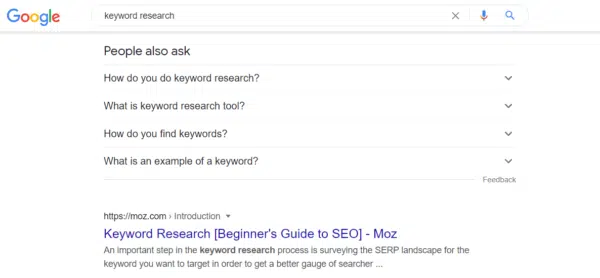 Google
keyword research
People also ask
How do you do keyword research?
What is keyword research tool?
How do you find keywords?
What is an example of a keyword?
Feedback
https://moz.com › Introduction
Keyword Research [Beginner's Guide to SEO] - Moz
An important step in the keyword research process is surveying the SERP landscape for the
keyword you want to target in order to get a better gauge of searcher ...